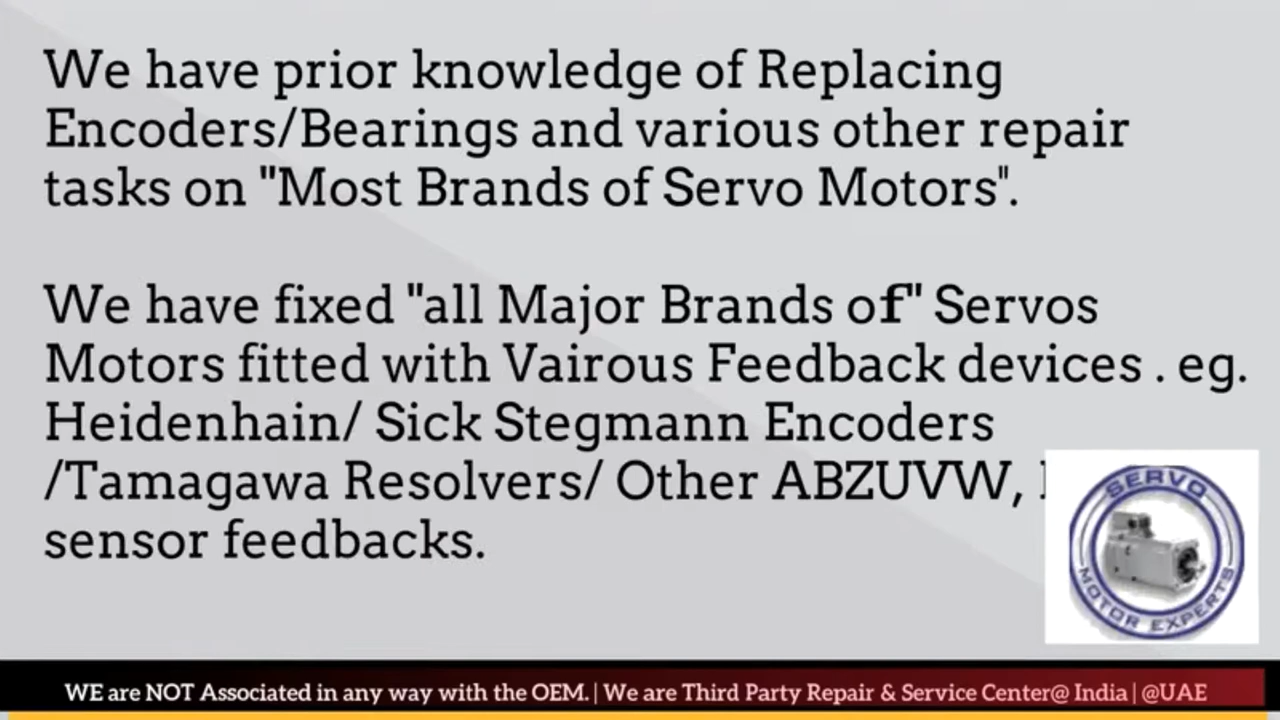 We have prior knowledge of Replacing
Encoders/Bearings and various other repair
tasks on "Most Brands of Servo Motors".
We have fixed "all Major Brands of" Servos
Motors fitted with Vairous Feedback devices . eg.
Heidenhain/ Sick Stegmann Encoders
/Tamagawa Resolvers/ Other ABZUVW,
sensor feedbacks.
SERVO
MOTOR EXPERTS
WE are NOT Associated in any way with the OEM. | We are Third Party Repair & Service Center@ India | @UAE